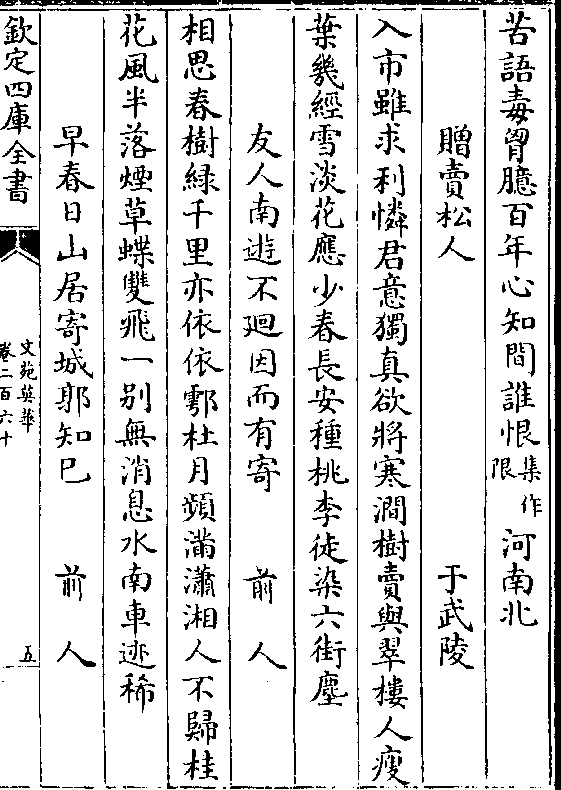 苦語毒胷臆百年心知間誰恨集作限河南北
贈賣松人 于武陵
入市雖求利憐君意獨真欲將寒澗樹賣與翠樓人瘦
葉幾經雪淡花應少春長安種桃李徒染六街塵
友人南遊不廻因而有寄 前人
相思春樹緑千里亦依依鄠杜月頻滿瀟湘人不歸桂
花風半落煙草蝶雙飛一别無消息水南車迹稀
早春日山居寄城郭知已 前人
欽定四庫全書
文苑英華
卷二百六十
五